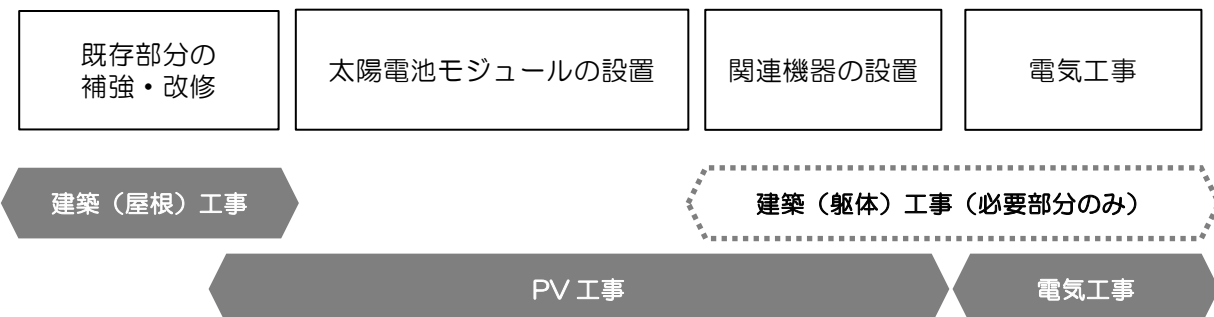 既存部分の
補強・改修
太陽電池モジュールの設置
関連機器の設置
電気工事
建築（屋根）工事
建築（躯体）工事（必要部分のみ）
PV 工事
電気工事